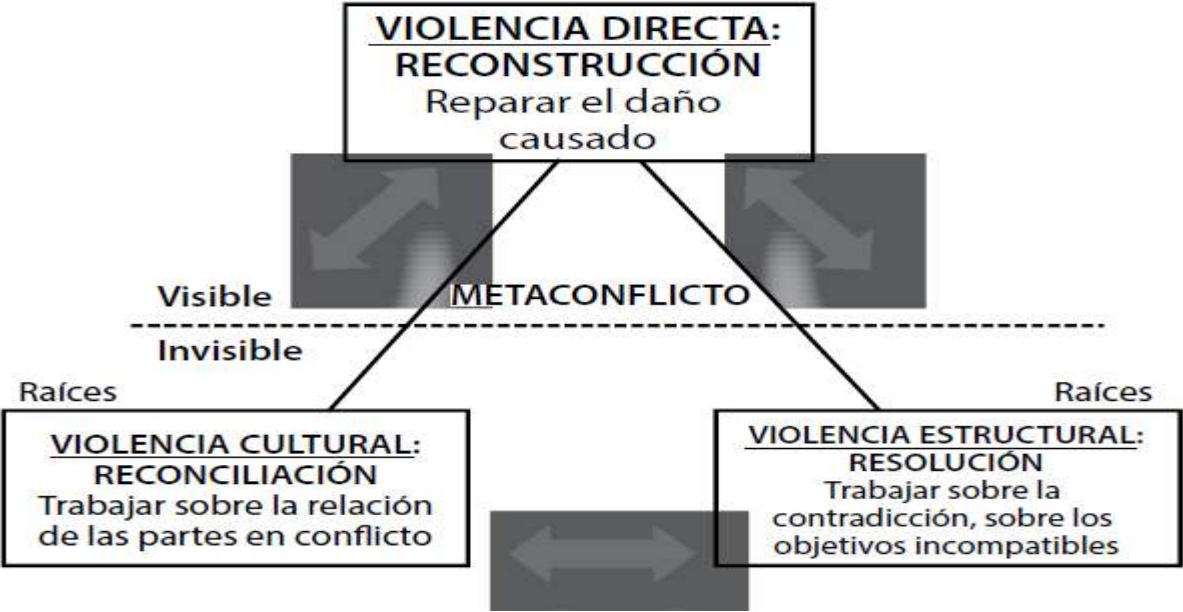 VIOLENCIA DIRECTA:
RECONSTRUCCIÓN
Reparar el daño
causado
Visible
METACONFLICTO
Invisible
Raíces
Raíces
VIOLENCIA CULTURAL:
RECONCILIACIÓN
Trabajar sobre la relación
de las partes en conflicto
VIOLENCIA ESTRUCTURAL:
RESOLUCIÓN
Trabajar sobre la
contradicción, sobre los
objetivos incompatibles